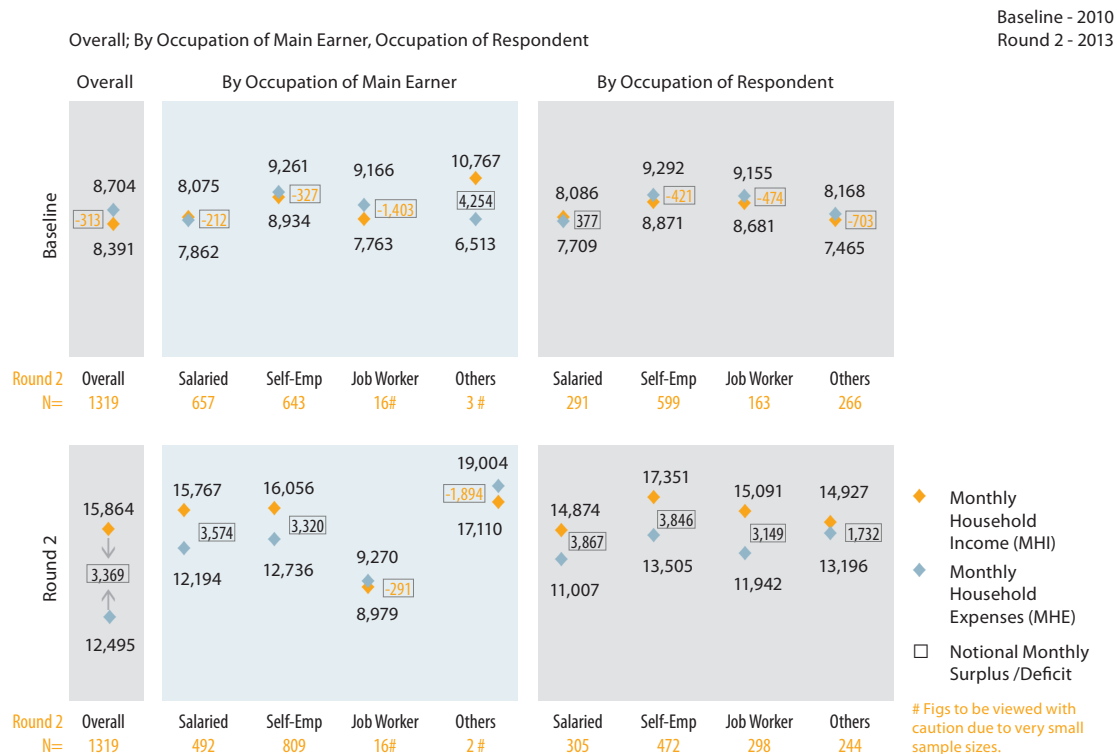 Baseline - 2010
Round 2 - 2013
Overall; By Occupation of Main Earner, Occupation of Respondent
Overall By Occupation of Main Earner By Occupation of Respondent
Baseline
8,704
-313
8,391
8,075
-212
7,862
9,261
-327
8,934
9,166
-1,403
7,763
10,767
4,254
6,513
8,086
377
7,709
9,292
-421
8,871
9,155
-474
8,681
8,168
-703
7,465
Round 2 Overall Salaried Self-Emp Job Worker Others Salaried Self-Emp Job Worker Others
N= 1319 657 643 16# 3 # 291 599 163 266
Round 2
15,864
3,369
12,495
15,767
3,574
12,194
16,056
3,320
12,736
9,270
-291
8,979
19,004
-1,894
17,110
14,874
3,867
11,007
17,351
3,846
13,505
15,091
3,149
11,942
14,927
1,732
13,196
Monthly
Household
Income (MHI)
Monthly
Household
Expenses (MHE)
Notional Monthly
Surplus /Deficit
# Figs to be viewed with
caution due to very small
sample sizes.
Round 2 Overall Salaried Self-Emp Job Worker Others Salaried Self-Emp Job Worker Others
N= 1319 492 809 16# 2 # 305 472 298 244